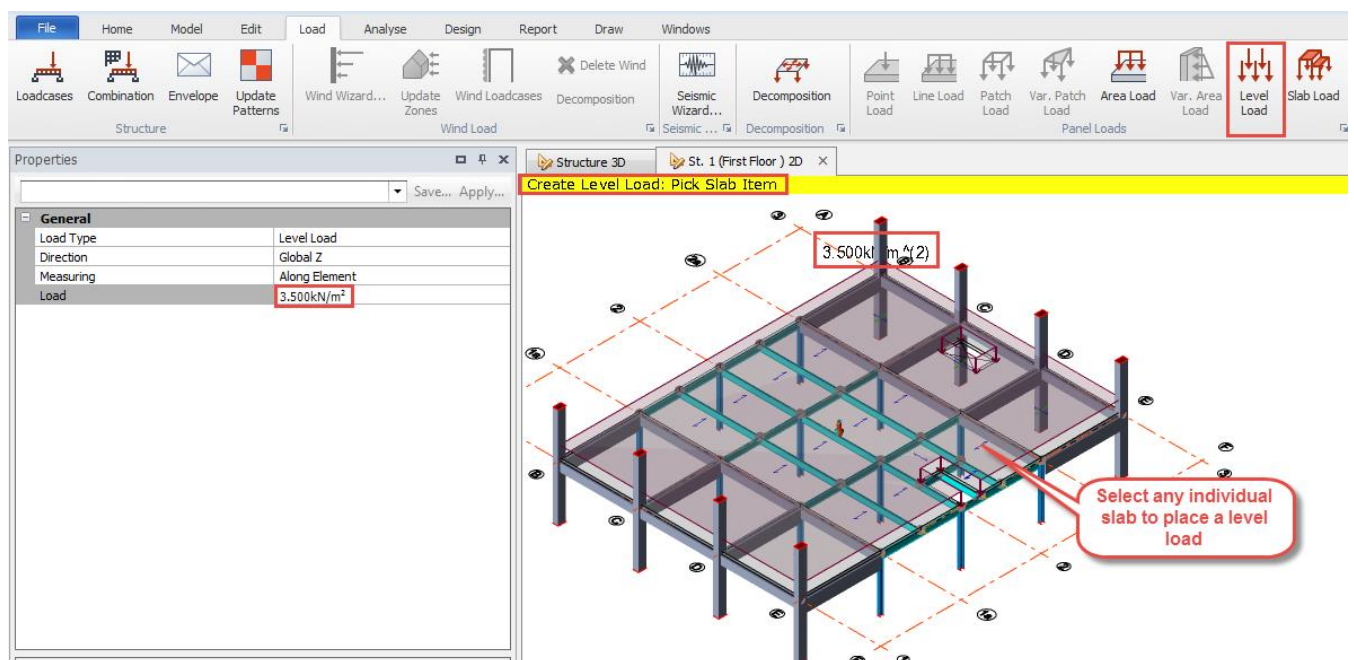 File Home Model Edit Load Analyse Design Report Draw Windows
Loadcases Combination Envelope Update Patterns
Wind Wizard... Update Zones Wind Loadcases Delete Wind Decomposition
Seismic Wizard... Decomposition
Point Load Line Load Patch Load Var. Patch Load Area Load Var. Area Load Level Load Slab Load
Structure Wind Load Seismic ... Decomposition Panel Loads
Properties
Structure 3D St. 1 (First Floor ) 2D
Save... Apply...
Create Level Load: Pick Slab Item
General
Load Type Level Load
Direction Global Z
Measuring Along Element
Load 3.500kN/m²
C
D
B
C
D
E
Select any individual
slab to place a level
load